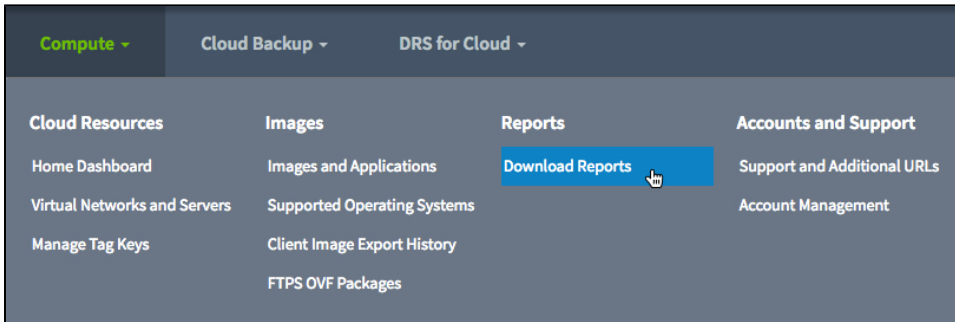 Compute
Cloud Backup
DRS for Cloud
Cloud Resources
Home Dashboard
Virtual Networks and Servers
Manage Tag Keys
Images
Images and Applications
Supported Operating Systems
Client Image Export History
FTPS OVF Packages
Reports
Download Reports
Accounts and Support
Support and Additional URLs
Account Management